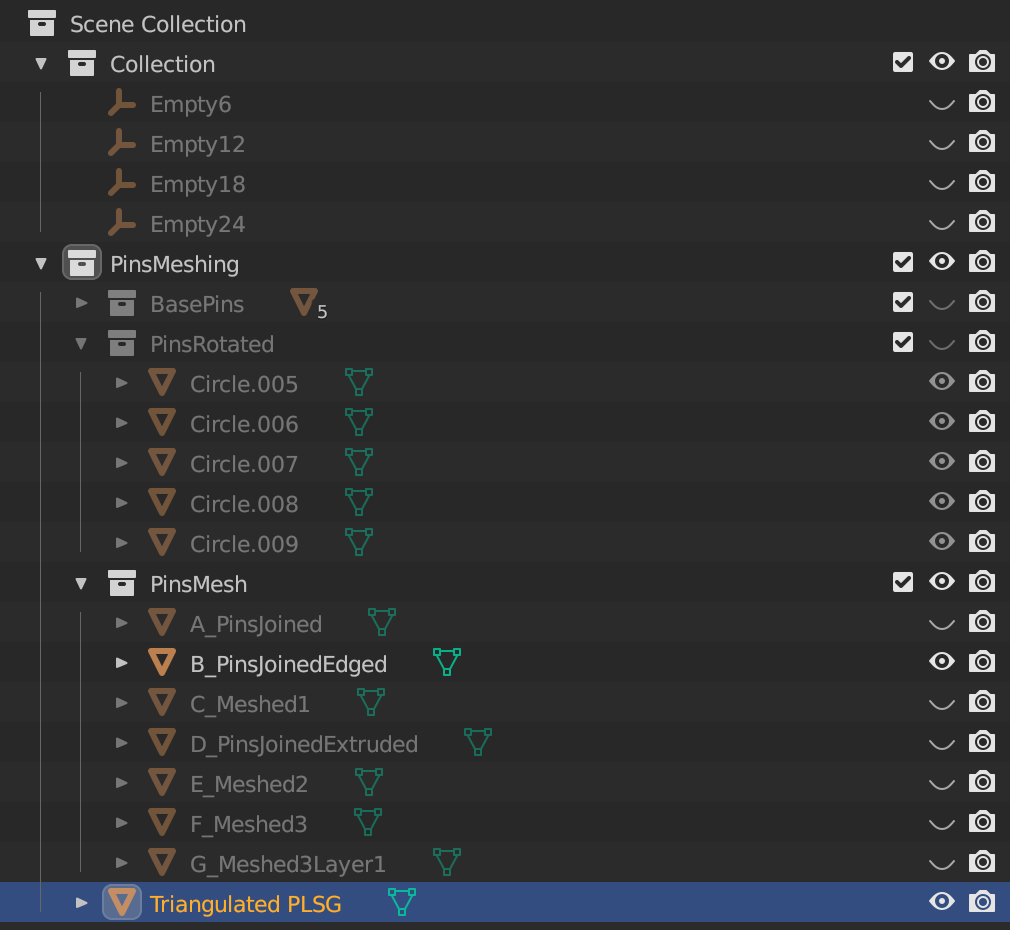 Scene Collection
Collection
Empty6
Empty12
Empty18
Empty24
PinsMeshing
BasePins 5
PinsRotated
Circle.005
Circle.006
Circle.007
Circle.008
Circle.009
PinsMesh
A_PinsJoined
B_PinsJoinedEdged
C_Meshed1
D_PinsJoinedExtruded
E_Meshed2
F_Meshed3
G_Meshed3Layer1
Triangulated PLSG